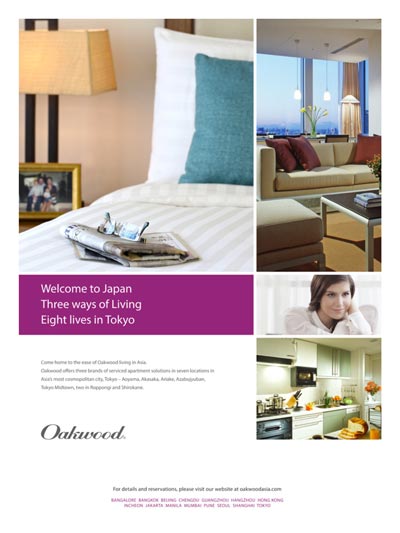 Welcome to Japan
Three ways of Living
Eight lives in Tokyo
Come home to the ease of Oakwood living in Asia.
Oakwood offers three brands of serviced apartment solutions in seven locations in
Asia's most cosmopolitan city, Tokyo – Aoyama, Akasaka, Ariake, Azabujyuban,
Tokyo Midtown, two in Roppongi and Shirokane.
Oakwood
For details and reservations, please visit our website at oakwoodasia.com
BANGALORE BANGKOK BEIJING CHENGDU GUANGZHOU HANGZHOU HONG KONG
INCHEON JAKARTA MANILA MUMBAI PUNE SEOUL SHANGHAI TOKYO